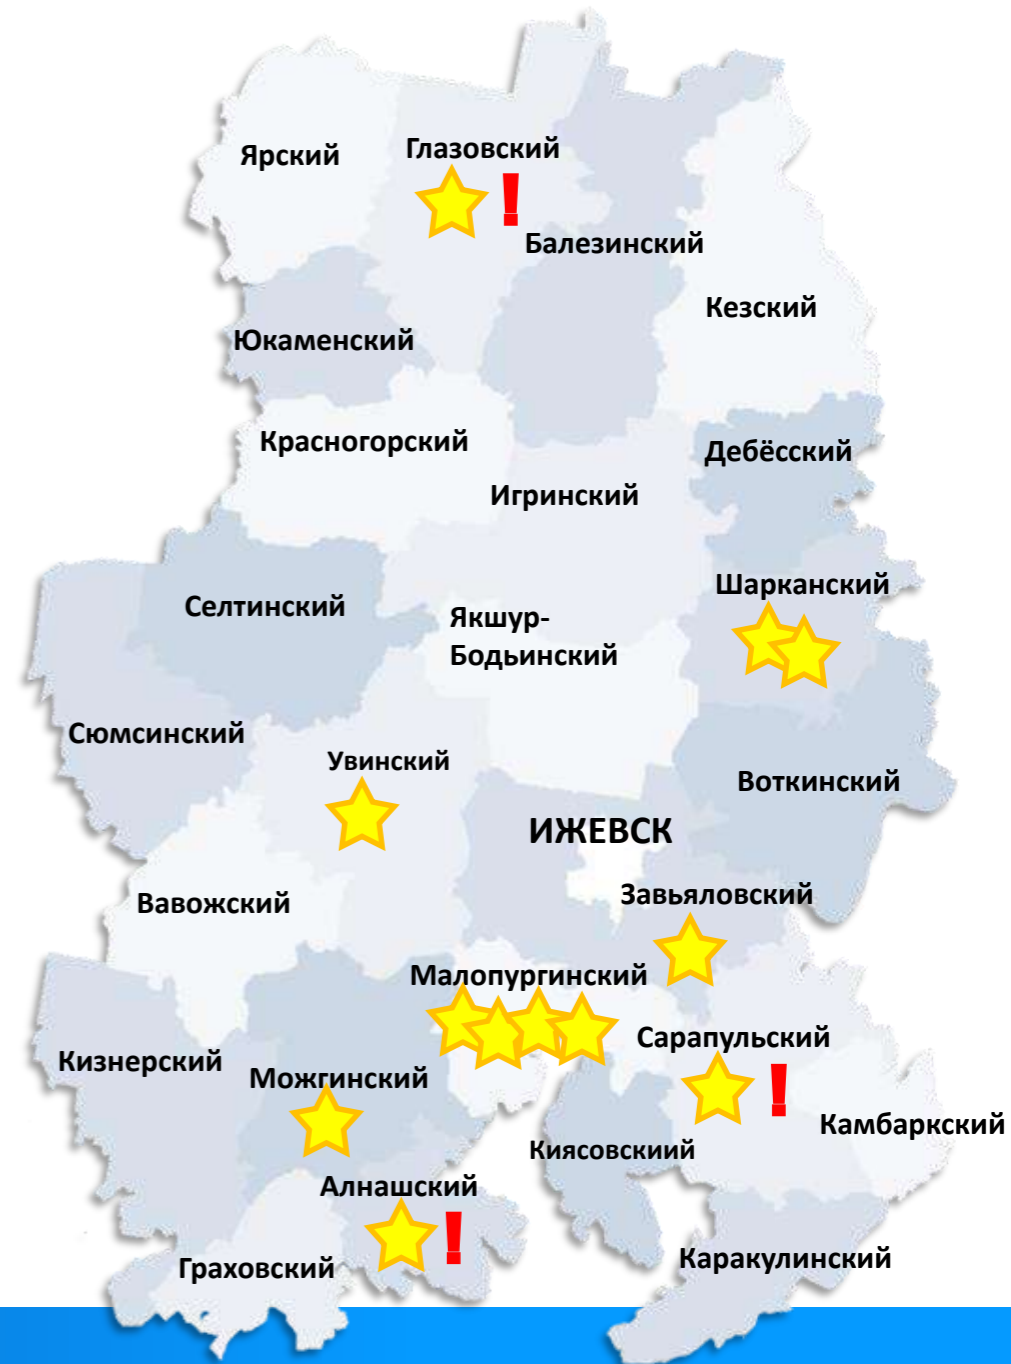 Ярский
Глазовский
!
Балезинский
Кезский
Юкаменский
Красногорский
Дебёсский
Игринский
Шарканский
Селтинский
Якшур-
Бодьинский
Сюмсинский
Увинский
Воткинский
ИЖЕВСК
Завьяловский
Вавожский
Малопургинский
Сарапульский
!
Кизнерский
Можгинский
Камбаркский
Киясовскиий
Алнашский
!
Граховский
Каракулинский